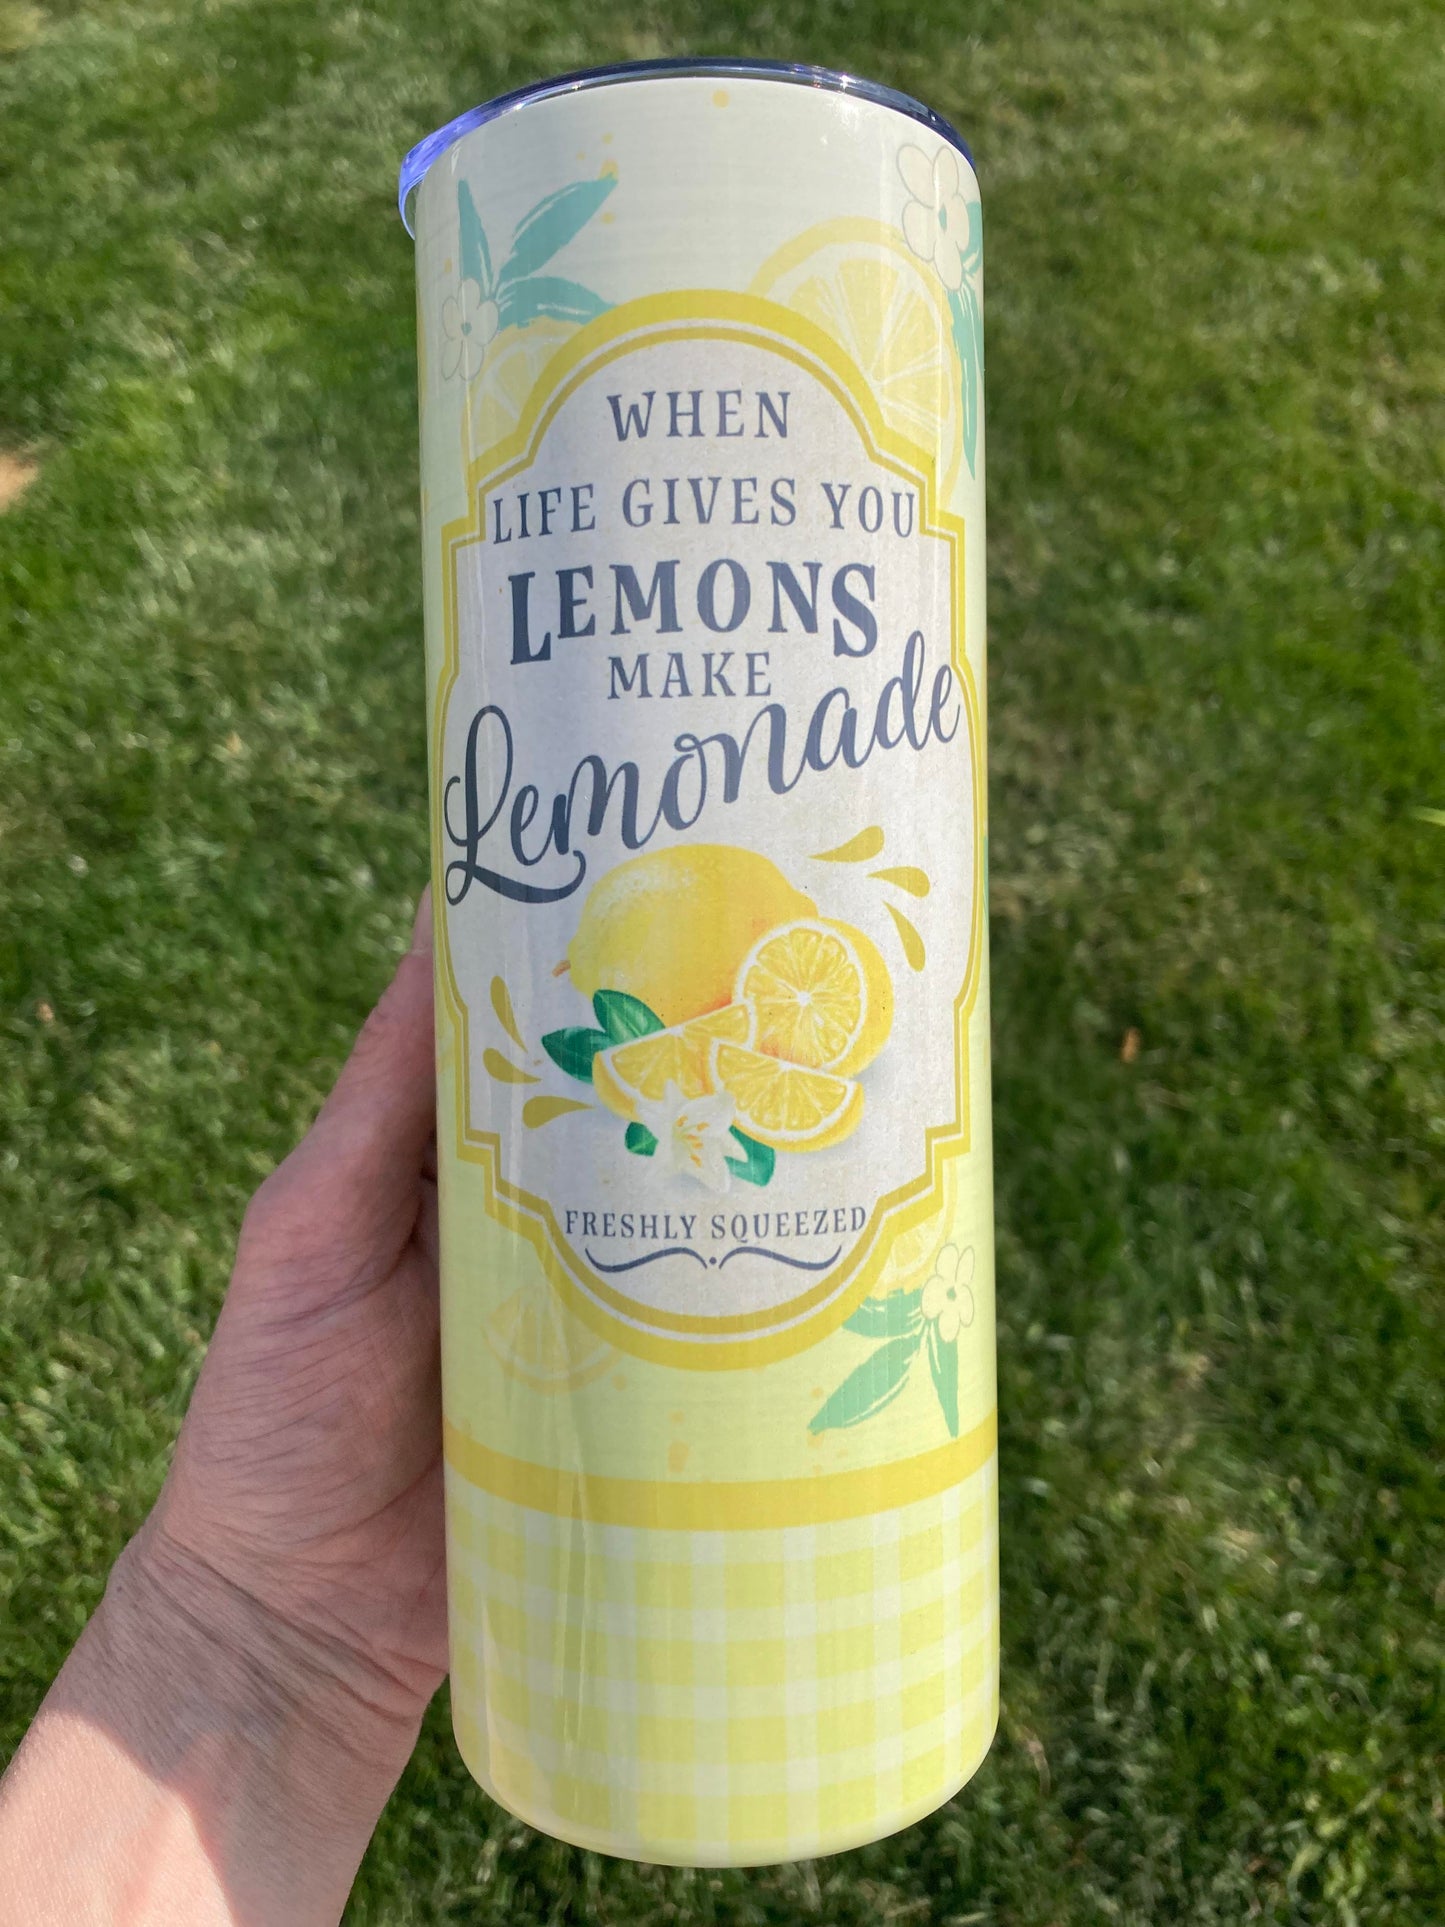 WHEN
LIFE GIVES YOU
LEMONS
MAKE
Lemonade
FRESHLY SQUEEZED